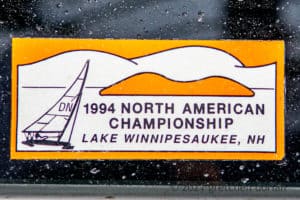 DN
1994 NORTH AMERICAN
CHAMPIONSHIP
LAKE WINNIPESAUKEE, NH